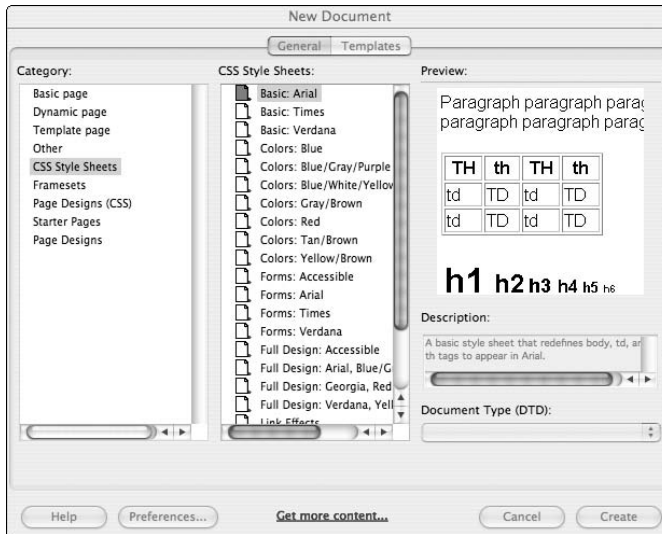 New Document
General Templates
Category:
Basic page
Dynamic page
Template page
Other
CSS Style Sheets
Framesets
Page Designs (CSS)
Starter Pages
Page Designs
CSS Style Sheets:
Basic: Arial
Basic: Times
Basic: Verdana
Colors: Blue
Colors: Blue/Gray/Purple
Colors: Blue/White/Yellow
Colors: Gray/Brown
Colors: Red
Colors: Tan/Brown
Colors: Yellow/Brown
Forms: Accessible
Forms: Arial
Forms: Times
Forms: Verdana
Full Design: Accessible
Full Design: Arial, Blue/G
Full Design: Georgia, Red
Full Design: Verdana, Yell
Link Effects
Preview:
Paragraph paragraph parag
paragraph paragraph parag
TH th TH th
td TD td TD
td TD td TD
h1 h2 h3 h4 h5 h6
Description:
A basic style sheet that redefines body, td, ar
th tags to appear in Arial.
Document Type (DTD):
Help Preferences... Get more content... Cancel Create